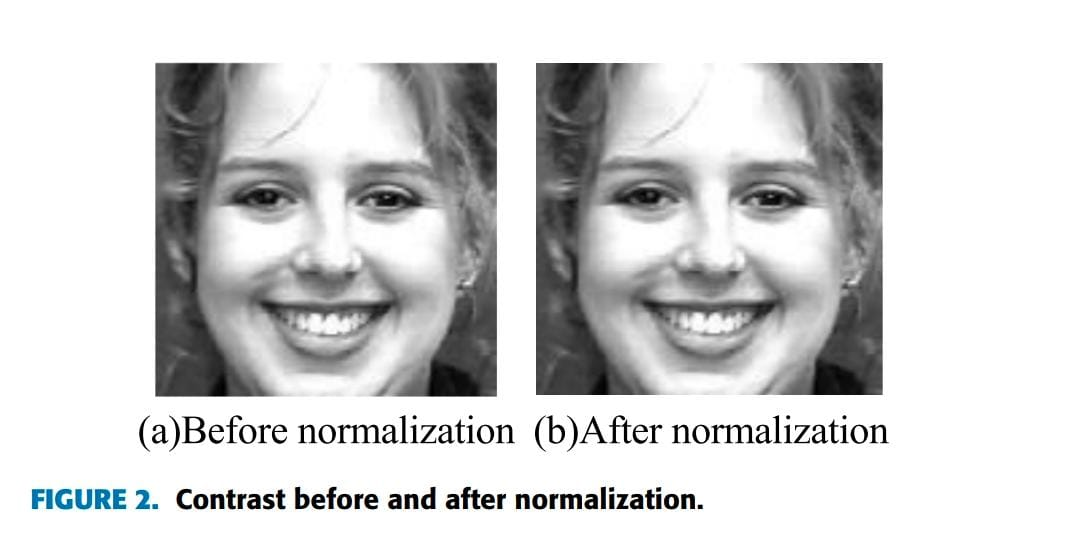 (a)Before normalization (b)After normalization
FIGURE 2. Contrast before and after normalization.